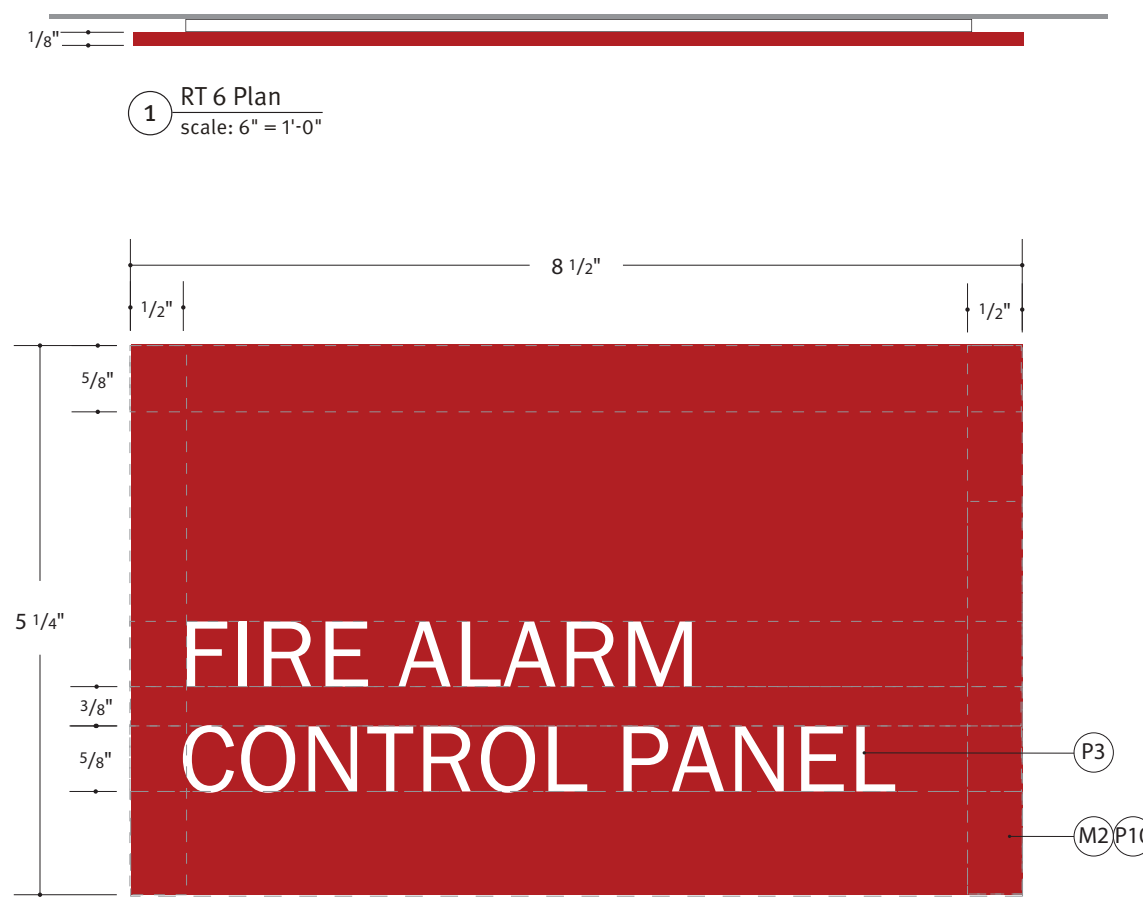 1/8"
1 RT 6 Plan
scale: 6" = 1'-0"
8 1/2"
1/2" 1/2"
5/8"
5 1/4"
FIRE ALARM
3/8"
CONTROL PANEL
5/8"
P3
M2 P10